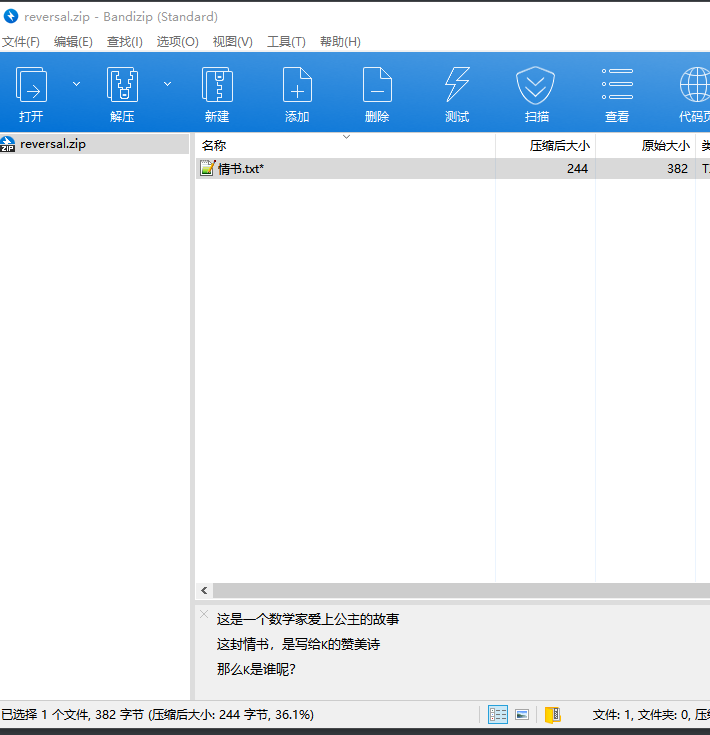 reversal.zip - Bandizip (Standard)
文件(F) 编辑(E) 查找(I) 选项(O) 视图(V) 工具(T) 帮助(H)
打开 解压 新建 添加 删除 测试 扫描 查看 代码页
reversal.zip
名称 压缩后大小 原始大小 类
情书.txt* 244 382 T
这是一个数学家爱上公主的故事
这封情书，是写给K的赞美诗
那么K是谁呢？
已选择 1 个文件, 382 字节 (压缩后大小: 244 字节, 36.1%) 文件: 1, 文件夹: 0, 压缩